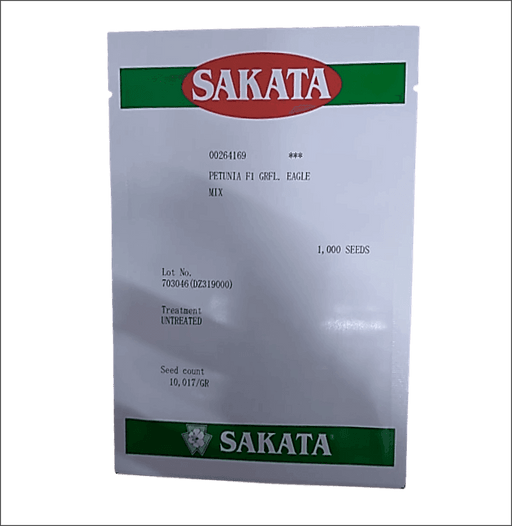 SAKATA
00264169 ***
PETUNIA F1 GRFL. EAGLE
MIX
1,000 SEEDS
Lot No.
703046(DZ319000)
Treatment
UNTREATED
Seed count
10,017/GR
SAKATA